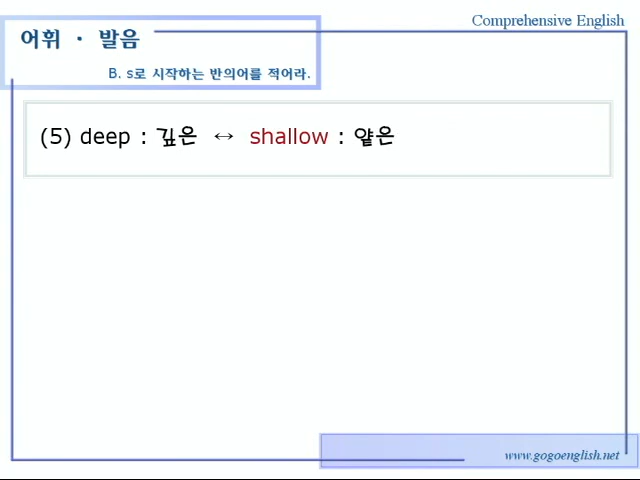 Comprehensive English
어휘 · 발음
B. s로 시작하는 반의어를 적어라.
(5) deep : 깊은 ↔ shallow : 얕은
www.gogoenglish.net